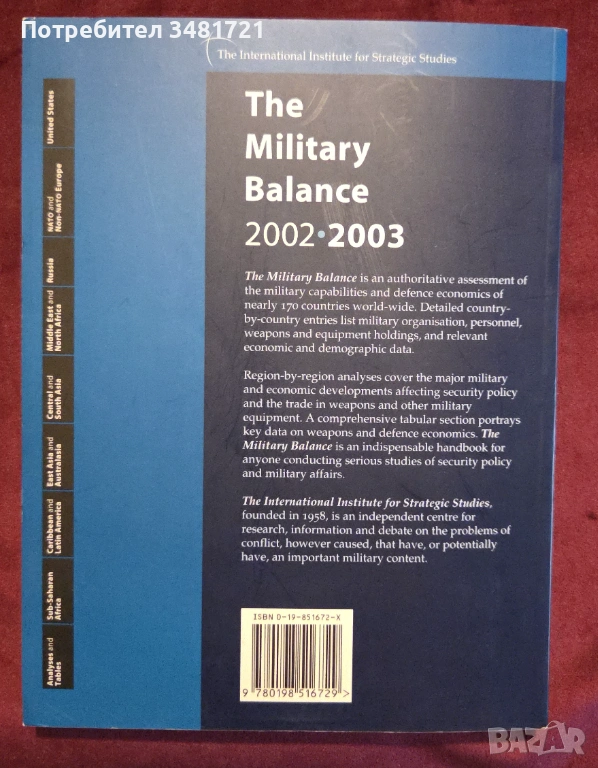 Потребител 3481721
The International Institute for Strategic Studies
The
Military
Balance
2002•2003
The Military Balance is an authoritative assessment of
the military capabilities and defence economics of
nearly 170 countries world-wide. Detailed country-
by-country entries list military organisation, personnel,
weapons and equipment holdings, and relevant
economic and demographic data.
Region-by-region analyses cover the major military
and economic developments affecting security policy
and the trade in weapons and other military
equipment. A comprehensive tabular section portrays
key data on weapons and defence economics. The
Military Balance is an indispensable handbook for
anyone conducting serious studies of security policy
and military affairs.
The International Institute for Strategic Studies,
founded in 1958, is an independent centre for
research, information and debate on the problems of
conflict, however caused, that have, or potentially
have, an important military content.
ISBN 0-19-851672-X
9 780198 516729 >
United States
NATO and
Non-NATO Europe
Russia
Middle East and
North Africa
Central and
South Asia
East Asia and
Australasia
Caribbean and
Latin America
Sub-Saharan
Africa
Analyses and
Tables
BAZAR